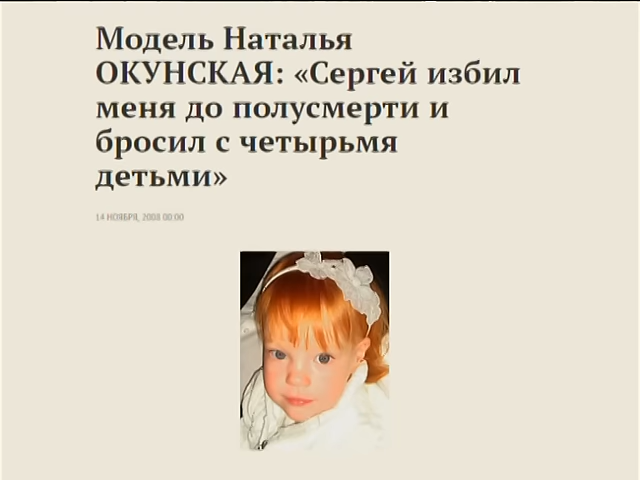 Модель Наталья
ОКУНСКАЯ: «Сергей избил
меня до полусмерти и
бросил с четырьмя
детьми»
14 НОЯБРЯ, 2008 00:00